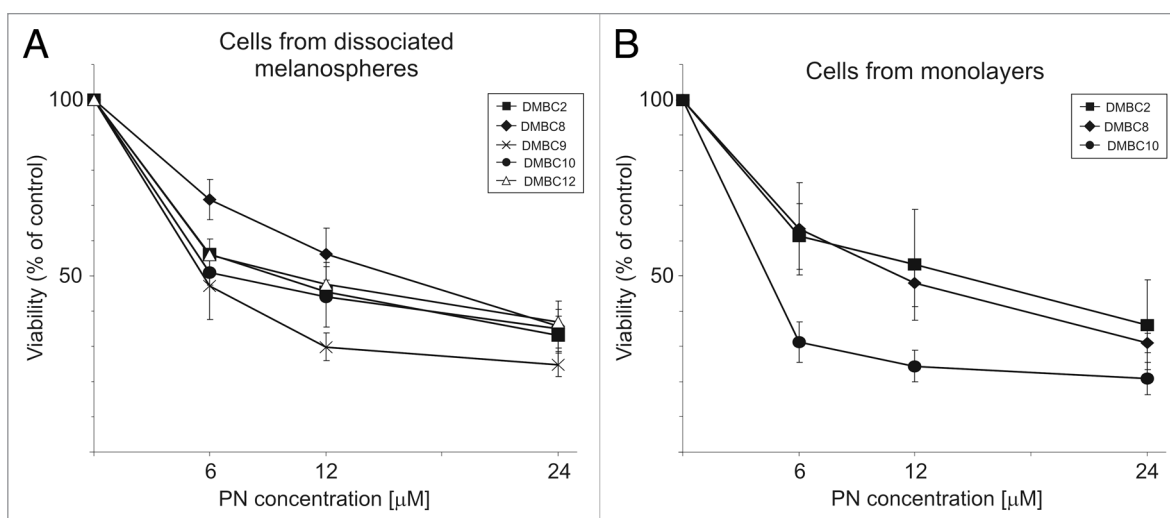 A
Cells from dissociated
melanospheres
100
50
Viability (% of control)
DMBC2
DMBC8
DMBC9
DMBC10
DMBC12
6
12
24
PN concentration [μM]
B
Cells from monolayers
100
50
Viability (% of control)
DMBC2
DMBC8
DMBC10
6
12
24
PN concentration [μM]